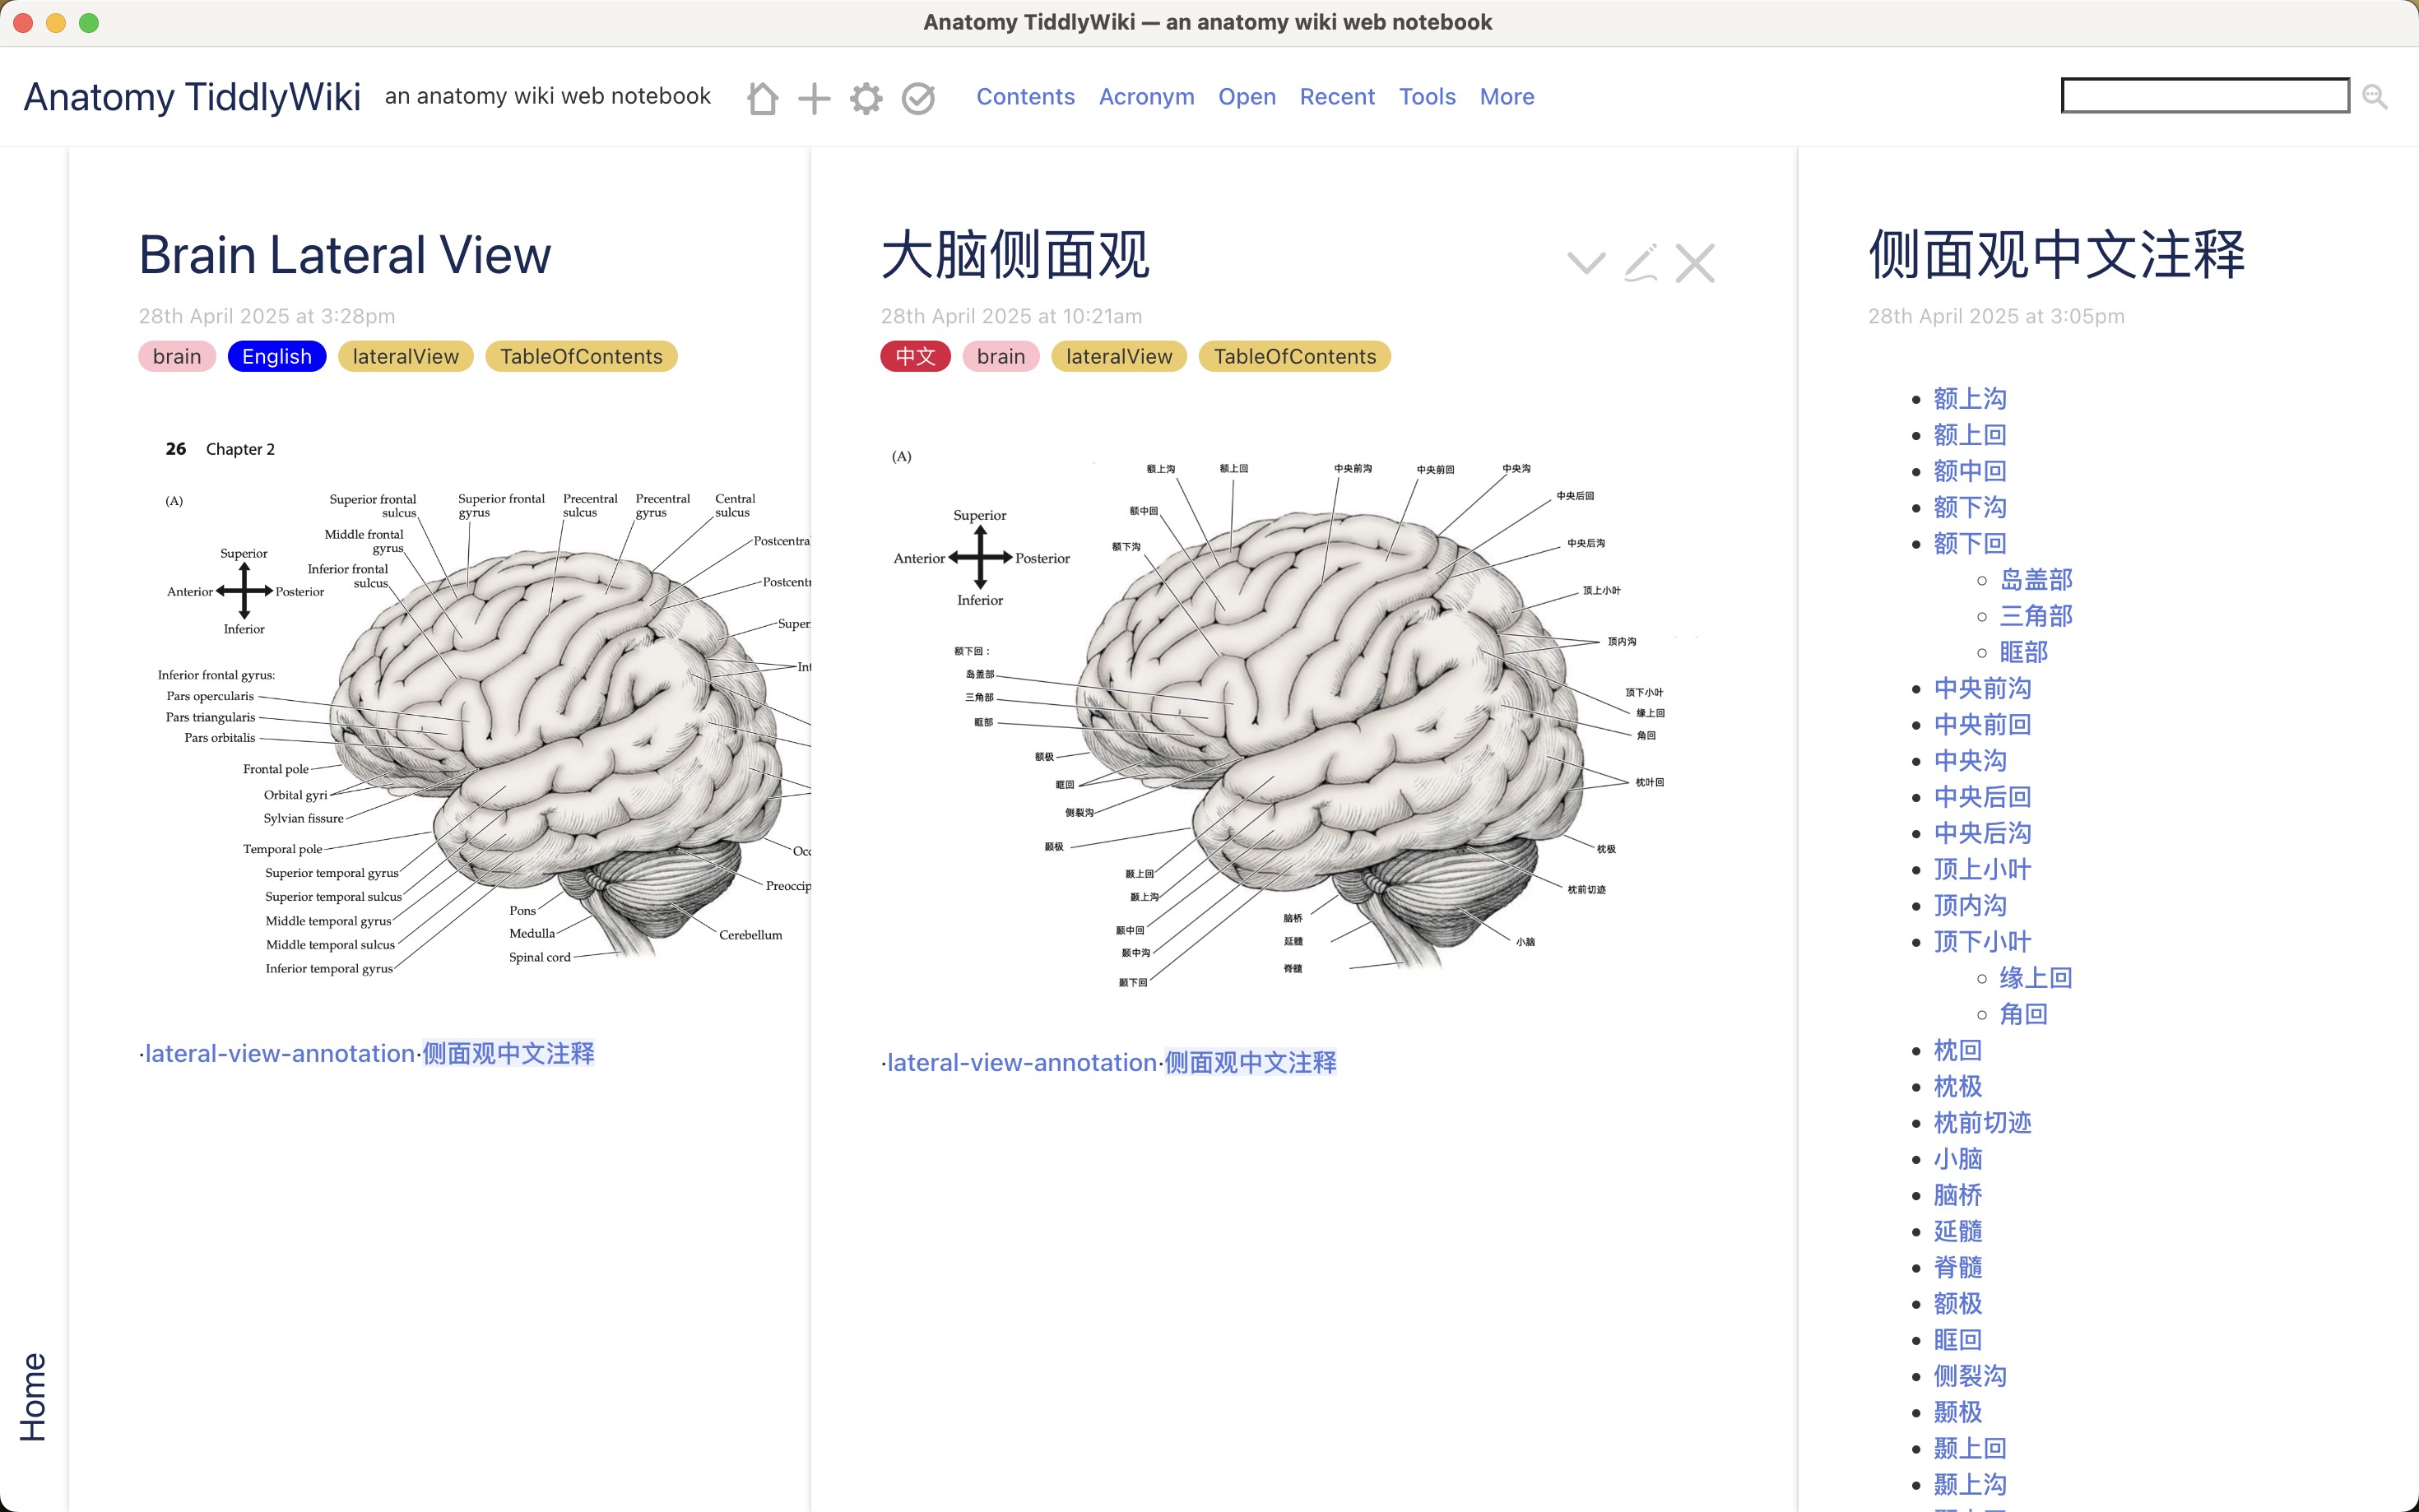 Anatomy TiddlyWiki — an anatomy wiki web notebook
Anatomy TiddlyWiki an anatomy wiki web notebook Contents Acronym Open Recent Tools More
Home
Brain Lateral View
28th April 2025 at 3:28pm
brain English lateralView TableOfContents
26 Chapter 2
(A)
Superior
Anterior Posterior
Inferior
Superior frontal
sulcus
Superior frontal
gyrus
Precentral
sulcus
Precentral
gyrus
Central
sulcus
Middle frontal
gyrus
Inferior frontal
sulcus
Postcentra
Postcent
Super
Int
Inferior frontal gyrus:
Pars opercularis
Pars triangularis
Pars orbitalis
Frontal pole
Orbital gyri
Sylvian fissure
Temporal pole
Superior temporal gyrus
Superior temporal sulcus
Middle temporal gyrus
Middle temporal sulcus
Inferior temporal gyrus
Pons
Medulla
Spinal cord
Occ
Preoccip
Cerebellum
·lateral-view-annotation·侧面观中文注释
大脑侧面观
28th April 2025 at 10:21am
中文 brain lateralView TableOfContents
(A)
Superior
Anterior Posterior
Inferior
额上沟
额上回
中央前沟
中央前回
中央沟
额中回
额下沟
中央后回
中央后沟
顶上小叶
顶内沟
额下回：
岛盖部
三角部
眶部
顶下小叶
缘上回
角回
额极
眶回
侧裂沟
颞极
枕叶回
枕极
枕前切迹
颞上回
颞上沟
颞中回
颞中沟
颞下回
脑桥
延髓
脊髓
小脑
·lateral-view-annotation·侧面观中文注释
侧面观中文注释
28th April 2025 at 3:05pm
额上沟
额上回
额中回
额下沟
额下回
岛盖部
三角部
眶部
中央前沟
中央前回
中央沟
中央后回
中央后沟
顶上小叶
顶内沟
顶下小叶
缘上回
角回
枕回
枕极
枕前切迹
小脑
脑桥
延髓
脊髓
额极
眶回
侧裂沟
颞极
颞上回
颞上沟